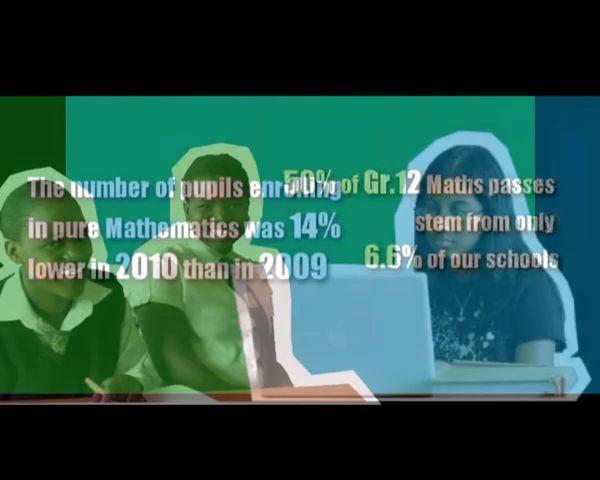 The number of pupils enrolling
in pure Mathematics was 14%
lower in 2010 than in 2009
50% of Gr.12 Maths passes
stem from only
6.6% of our schools